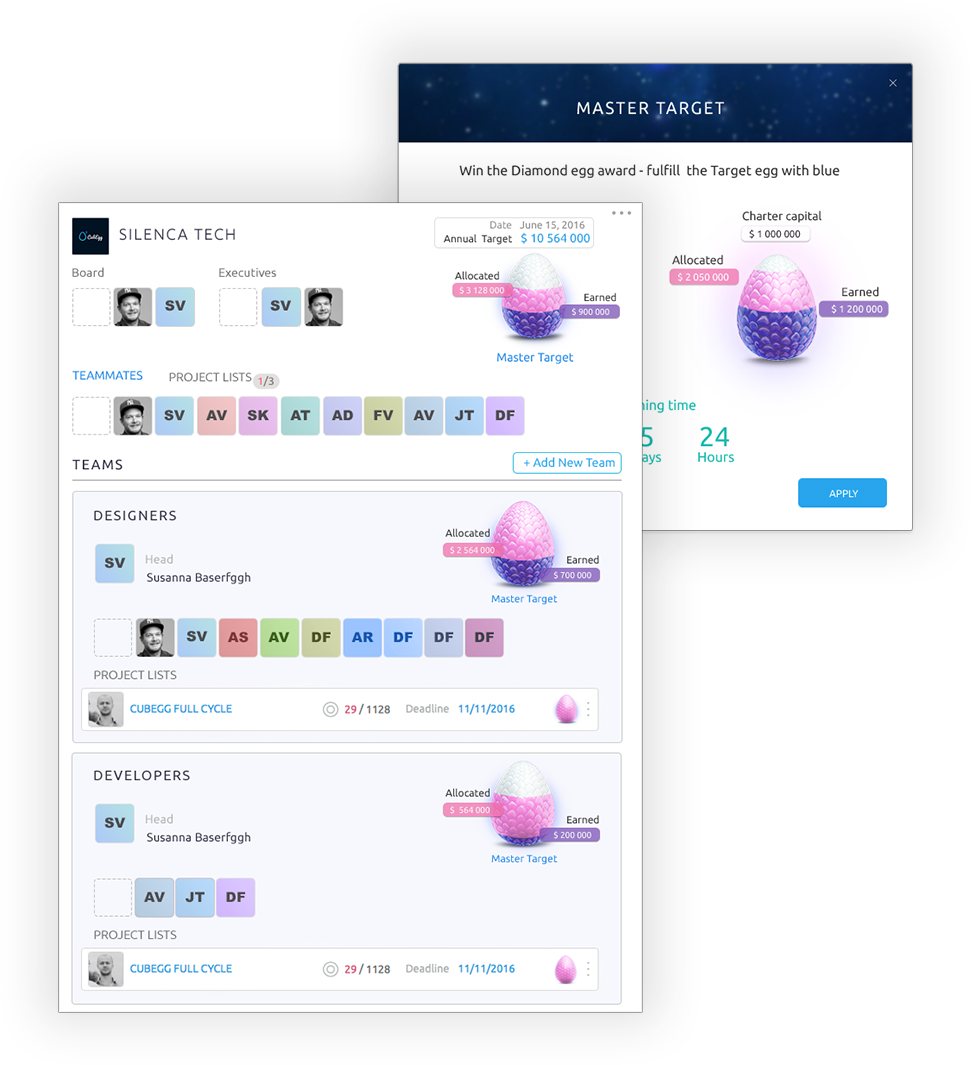 MASTER TARGET
Win the Diamond egg award - fulfill the Target egg with blue
Charter capital
$ 1 000 000
Allocated
$ 2 050 000
Earned
$ 1 200 000
ning time
5
24
ays
Hours
APPLY
SILENCA TECH
Date June 15, 2016
Annual Target $ 10 564 000
Board
Executives
SV
SV
Allocated
$ 3 128 000
Earned
$ 900 000
Master Target
TEAMMATES
PROJECT LISTS 1/3
SV AV SK AT AD FV AV JT DF
TEAMS
+ Add New Team
DESIGNERS
SV
Head
Susanna Baserfggh
Allocated
$ 2 564 000
Earned
$ 700 000
Master Target
SV AS AV DF AR DF DF DF
PROJECT LISTS
CUBEGG FULL CYCLE 29 / 1128 Deadline 11/11/2016
DEVELOPERS
SV
Head
Susanna Baserfggh
Allocated
$ 564 000
Earned
$ 200 000
Master Target
AV JT DF
PROJECT LISTS
CUBEGG FULL CYCLE 29 / 1128 Deadline 11/11/2016